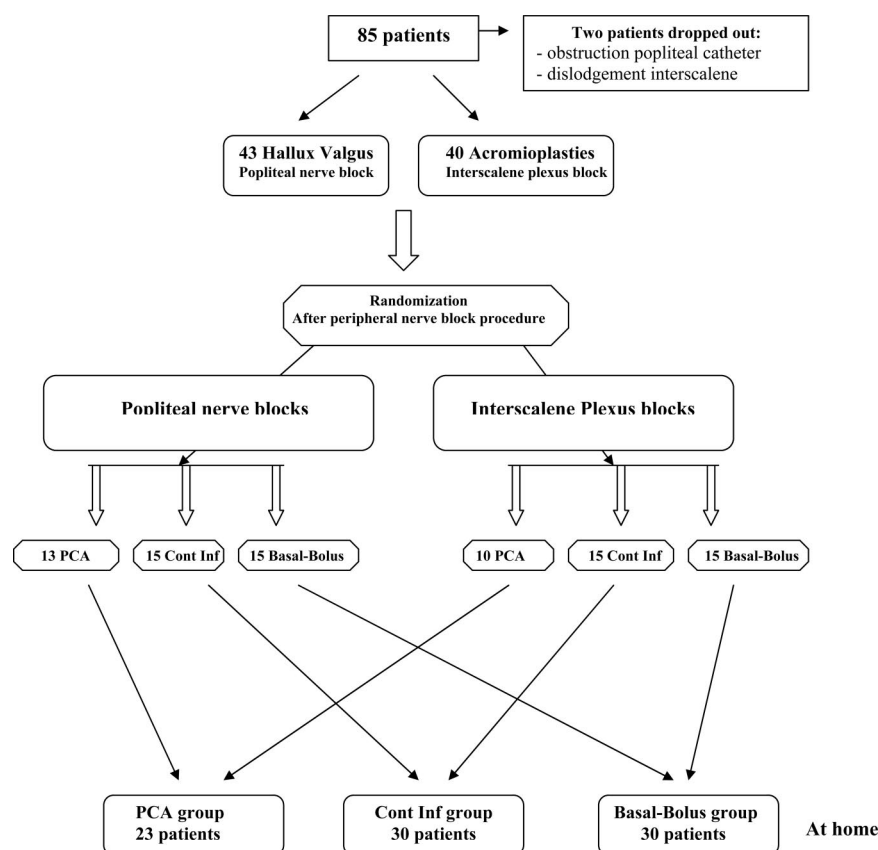 85 patients
Two patients dropped out:
- obstruction popliteal catheter
- dislodgement interscalene
43 Hallux Valgus
Popliteal nerve block
40 Acromioplasties
Interscalene plexus block
Randomization
After peripheral nerve block procedure
Popliteal nerve blocks
Interscalene Plexus blocks
13 PCA
15 Cont Inf
15 Basal-Bolus
10 PCA
15 Cont Inf
15 Basal-Bolus
PCA group
23 patients
Cont Inf group
30 patients
Basal-Bolus group
30 patients
At home